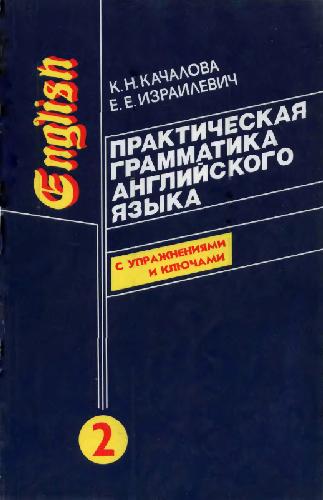 English
К. Н. КАЧАЛОВА
Е. Е. ИЗРАИЛЕВИЧ
ПРАКТИЧЕСКАЯ
ГРАММАТИКА
АНГЛИЙСКОГО
ЯЗЫКА
С УПРАЖНЕНИЯМИ
И КЛЮЧАМИ
2